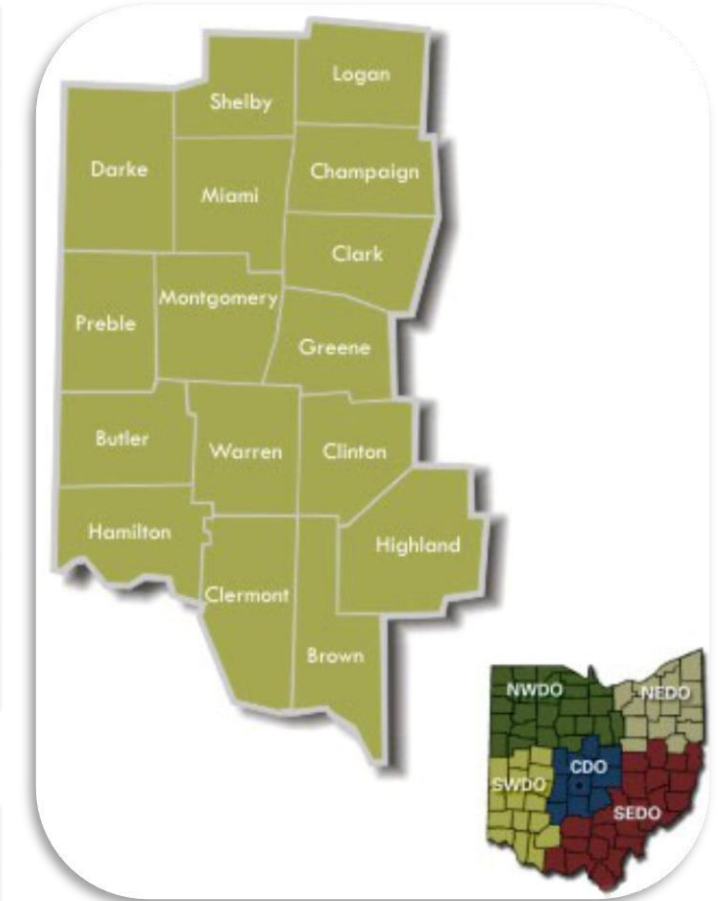 Logan
Shelby
Darke
Champaign
Miami
Clark
Montgomery
Preble
Greene
Butler
Warren
Clinton
Hamilton
Highland
Clermont
Brown
NWDO
NEDO
CDO
SWDO
SEDO